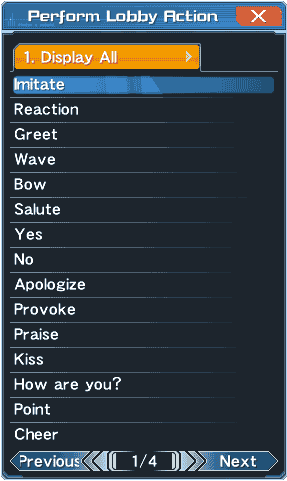 Perform Lobby Action
1. Display All
Imitate
Reaction
Greet
Wave
Bow
Salute
Yes
No
Apologize
Provoke
Praise
Kiss
How are you?
Point
Cheer
Previous 1/4 Next